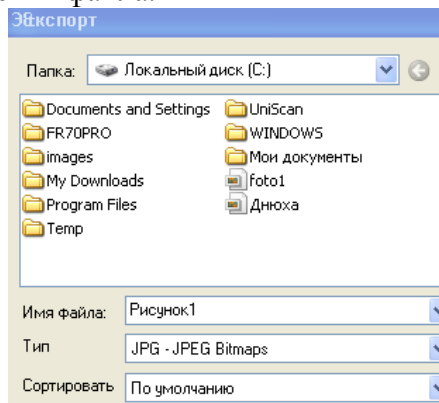 Э&кспорт
Папка: Локальный диск (C:)
Documents and Settings UniScan
FR70PRO WINDOWS
images Мои документы
My Downloads foto1
Program Files Днюха
Temp
Имя файла: Рисунок1
Тип JPG - JPEG Bitmaps
Сортировать По умолчанию